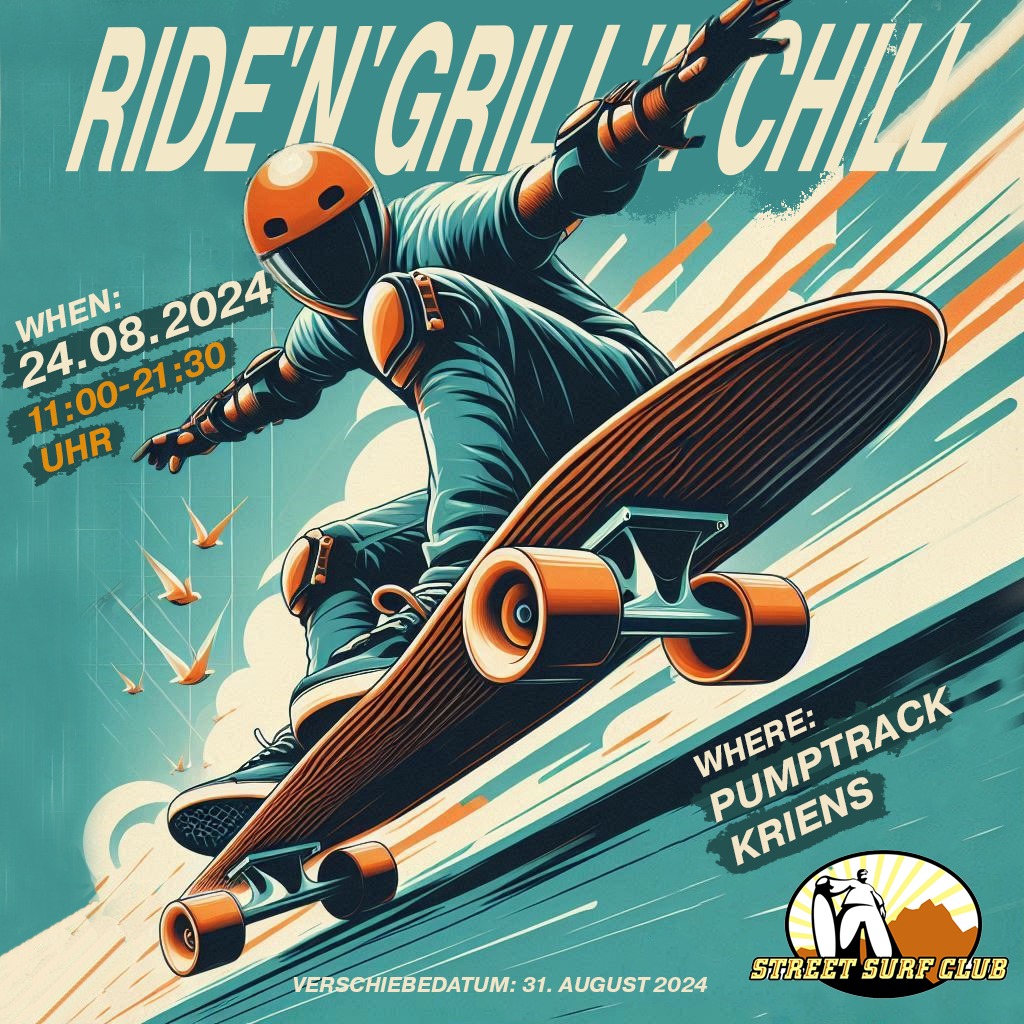 RIDE'N'GRILL'N'CHILL
WHEN:
24.08.2024
11:00-21:30
UHR
WHERE:
PUMPTRACK
KRIENS
STREET SURF CLUB
VERSCHIEBEDATUM: 31. AUGUST 2024